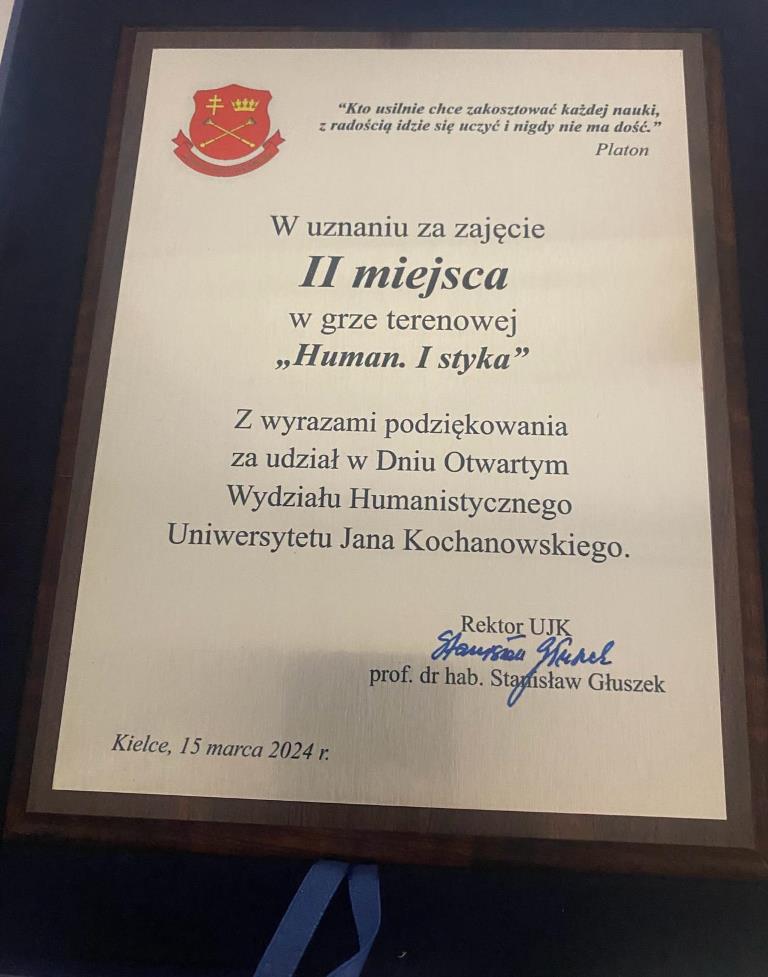 “Kto usilnie chce zakosztować każdej nauki,
z radością idzie się uczyć i nigdy nie ma dość.”
Platon
W uznaniu za zajęcie
II miejsca
w grze terenowej
„Human. I styka”
Z wyrazami podziękowania
za udział w Dniu Otwartym
Wydziału Humanistycznego
Uniwersytetu Jana Kochanowskiego.
Rektor UJK
Stanisław Głuszek
prof. dr hab. Stanisław Głuszek
Kielce, 15 marca 2024 r.